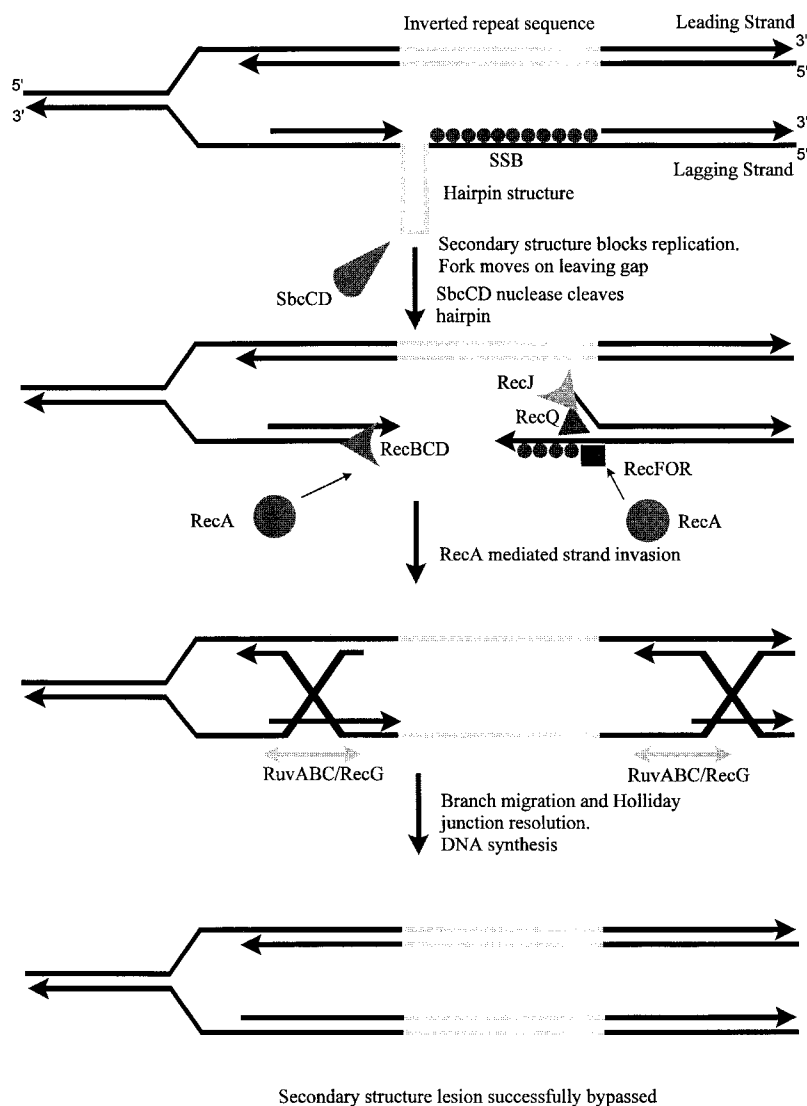 Inverted repeat sequence
Leading Strand
3'
5'
5'
3'
3'
SSB
5'
Lagging Strand
Hairpin structure
Secondary structure blocks replication.
Fork moves on leaving gap
SbcCD
SbcCD nuclease cleaves
hairpin
RecJ
RecQ
RecBCD
RecFOR
RecA
RecA
RecA mediated strand invasion
RuvABC/RecG
RuvABC/RecG
Branch migration and Holliday
junction resolution.
DNA synthesis
Secondary structure lesion successfully bypassed